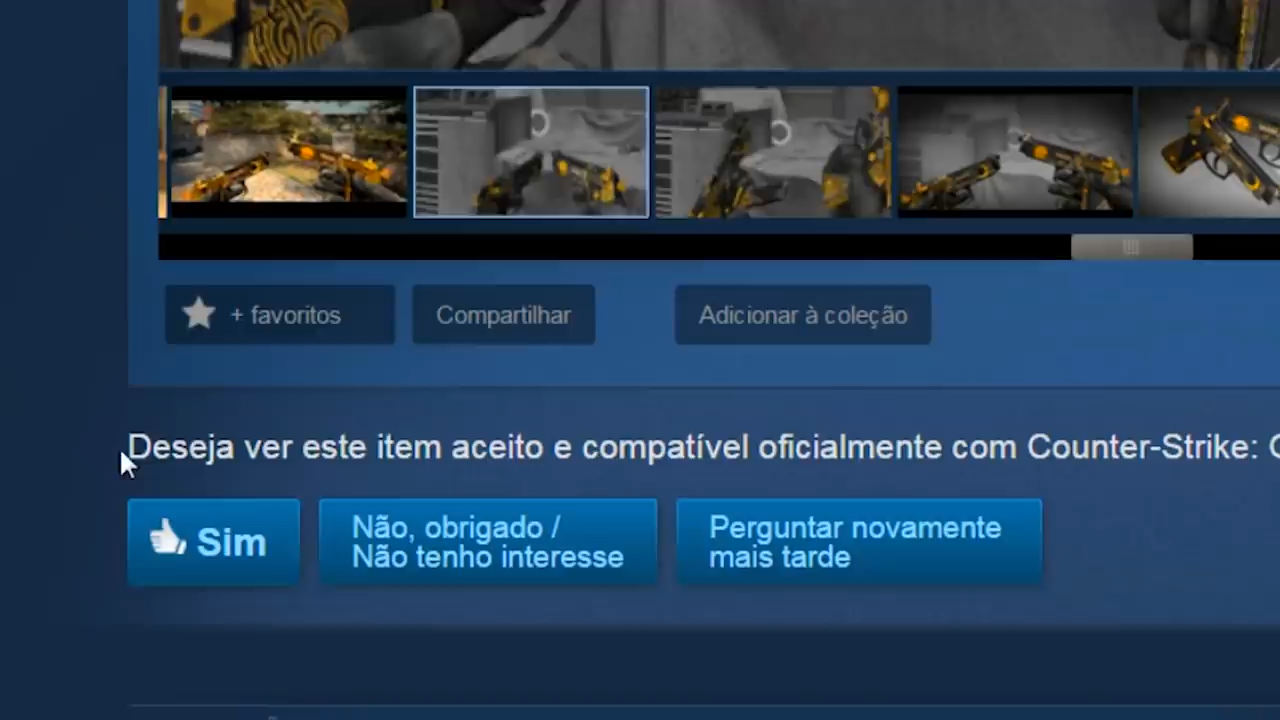 + favoritos
Compartilhar
Adicionar à coleção
Deseja ver este item aceito e compatível oficialmente com Counter-Strike:
Sim
Não, obrigado /
Não tenho interesse
Perguntar novamente
mais tarde